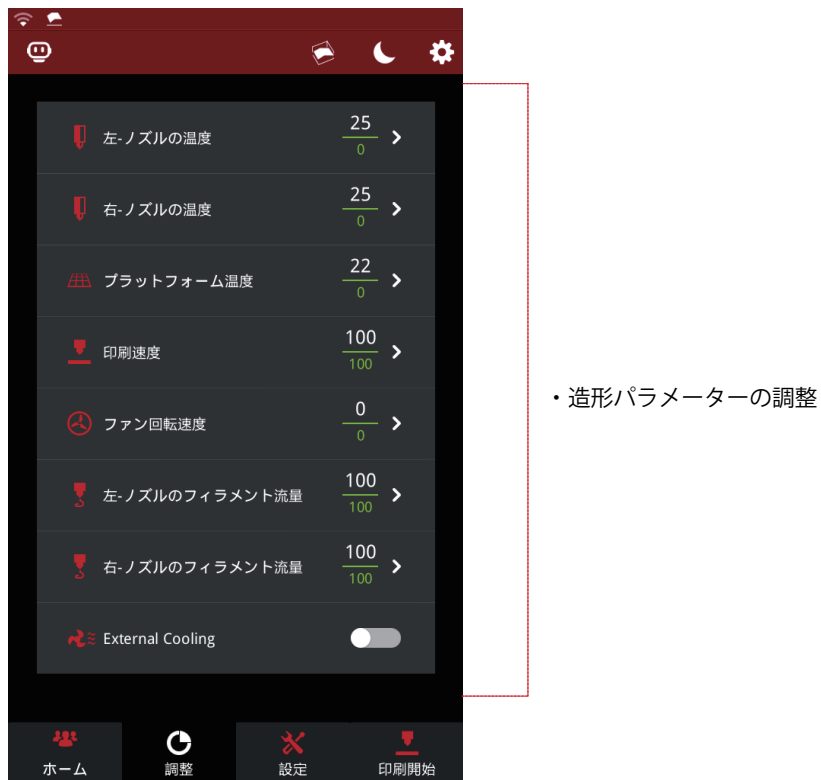 左-ノズルの温度
25
0
右-ノズルの温度
25
0
プラットフォーム温度
22
0
印刷速度
100
100
ファン回転速度
0
0
左-ノズルのフィラメント流量
100
100
右-ノズルのフィラメント流量
100
100
External Cooling
・造形パラメーターの調整
ホーム
調整
設定
印刷開始